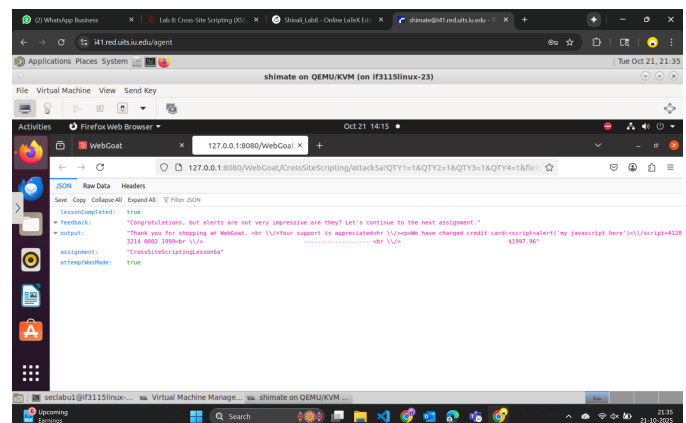 (2) WhatsApp Business
Lab 8: Cross-Site Scripting (XSS
Shivali_Lab8 - Online LaTeX Edi
shimate@i41.red.uits.iu.edu - T
i41.red.uits.iu.edu/agent
Applications Places System
Tue Oct 21, 21:35
shimate on QEMU/KVM (on if3115linux-23)
File Virtual Machine View Send Key
Activities Firefox Web Browser Oct 21 14:15
WebGoat
127.0.0.1:8080/WebGoat/
127.0.0.1:8080/WebGoat/CrossSiteScripting/attack5a?QTY1=1&QTY2=1&QTY3=1&QTY4=1&fiel
JSON Raw Data Headers
Save Copy Collapse All Expand All Filter JSON
lessonCompleted: true
feedback: "Congratulations, but alerts are not very impressive are they? Let's continue to the next assignment."
output: "Thank you for shopping at WebGoat. <br \\/>Your support is appreciated<hr \\/><p>We have charged credit card:<script>alert('my javascript here')<\\/script>4128
3214 0002 1999<br \\/> ------------------- <br \\/> $1997.96"
assignment: "CrossSiteScriptingLesson5a"
attemptWasMade: true
seclabu1@if3115linux-...
Virtual Machine Manage...
shimate on QEMU/KVM ...
Upcoming
Earnings
Search
21:35
21-10-2025